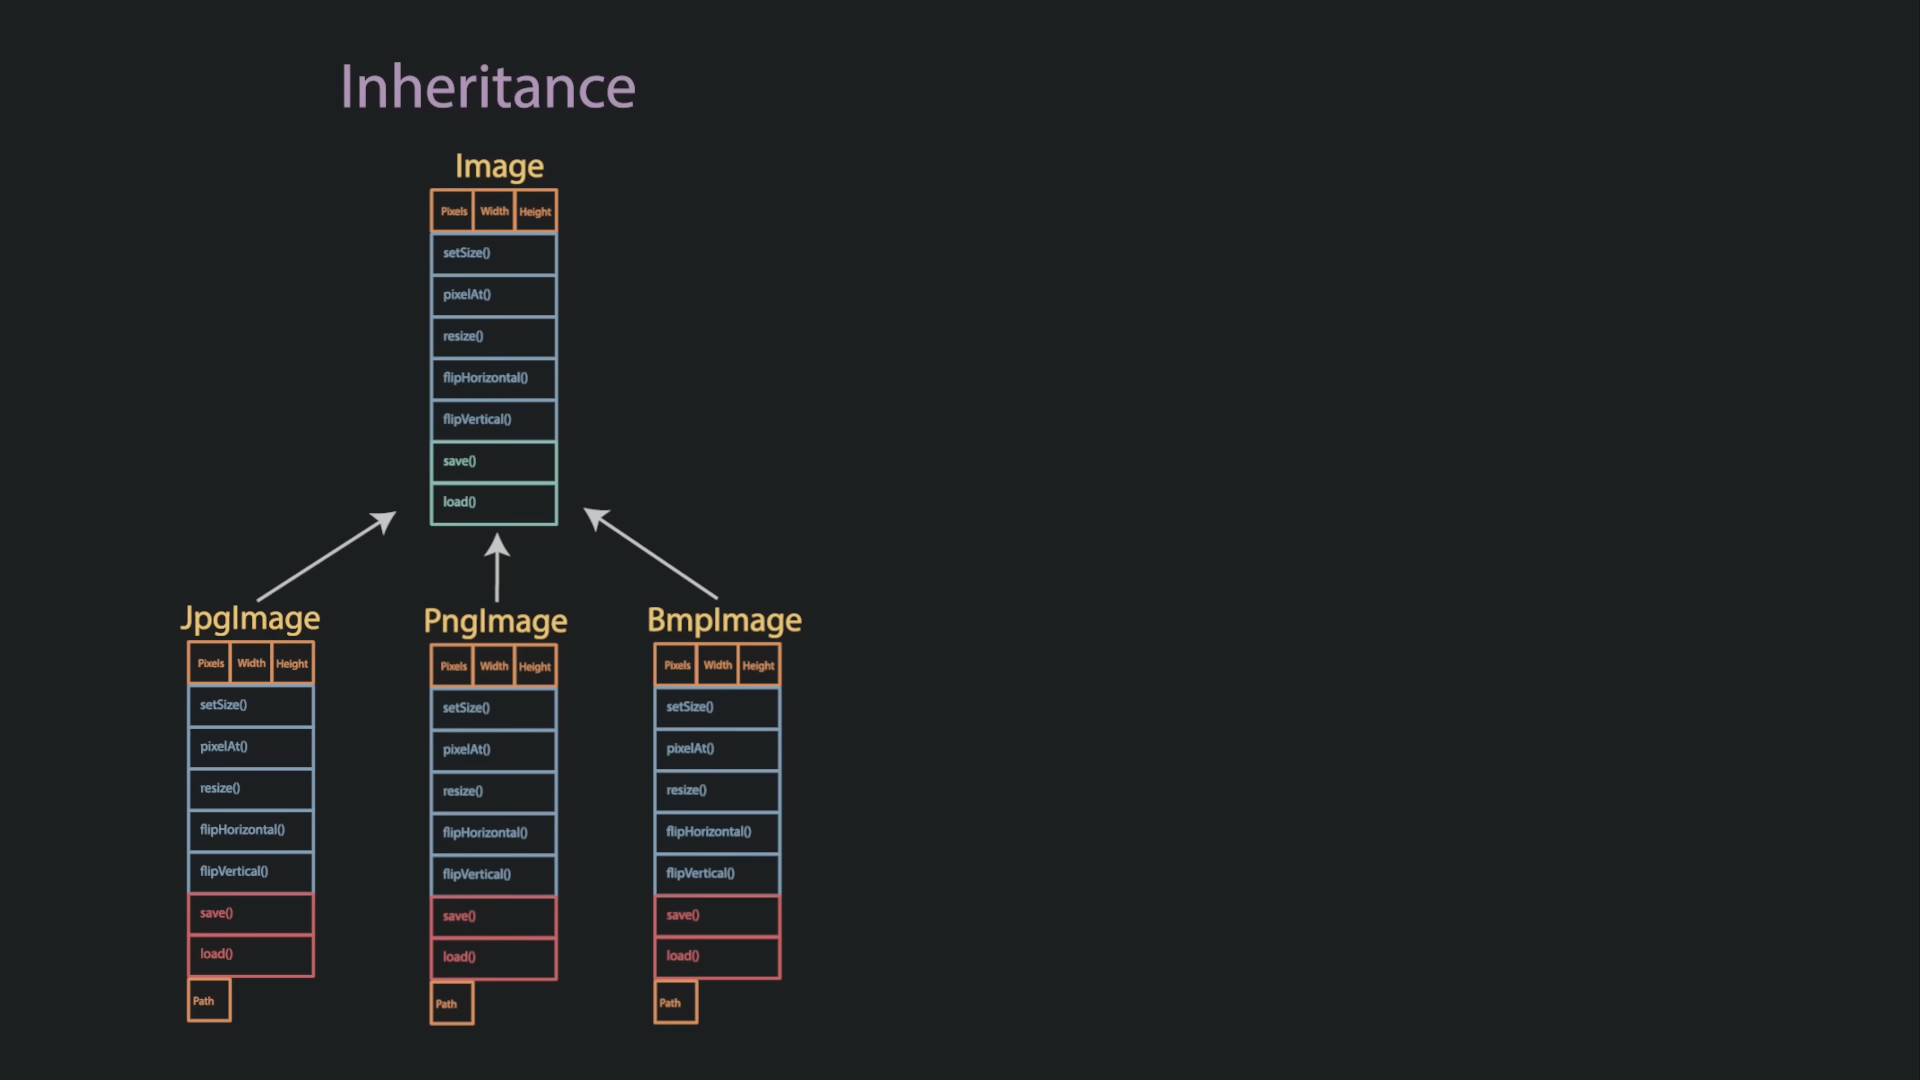 Inheritance
Image
Pixels Width Height
setSize()
pixelAt()
resize()
flipHorizontal()
flipVertical()
save()
load()
JpgImage
Pixels Width Height
setSize()
pixelAt()
resize()
flipHorizontal()
flipVertical()
save()
load()
Path
PngImage
Pixels Width Height
setSize()
pixelAt()
resize()
flipHorizontal()
flipVertical()
save()
load()
Path
BmpImage
Pixels Width Height
setSize()
pixelAt()
resize()
flipHorizontal()
flipVertical()
save()
load()
Path